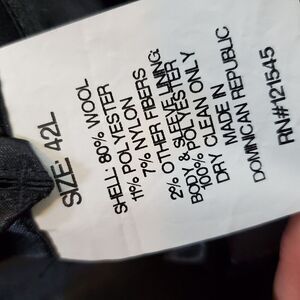 SIZE: 42L
SHELL: 80% WOOL
11% POLYESTER
7% NYLON
2% OTHER FIBERS
BODY & SLEEVE LINING:
100% POLYESTER
DRY CLEAN ONLY
MADE IN
DOMINICAN REPUBLIC
RN#121545